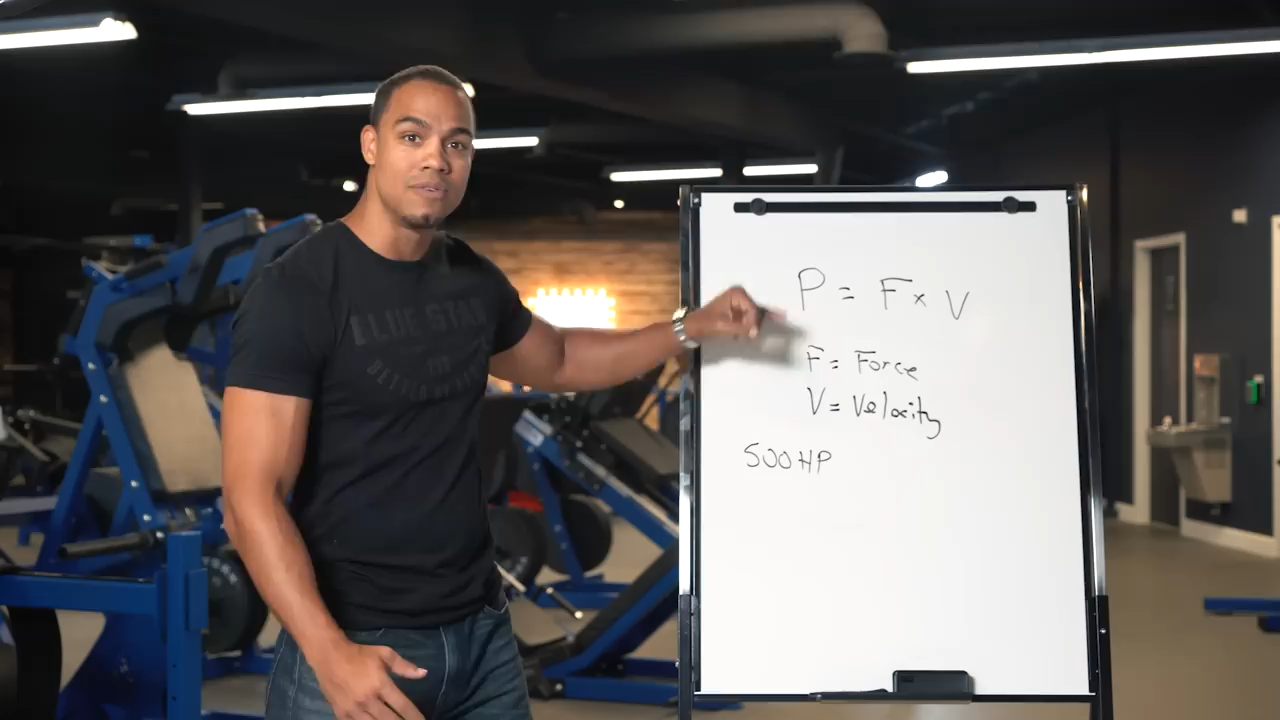 BLUE STAR
P = F x V
F = Force
V = Velocity
500 HP